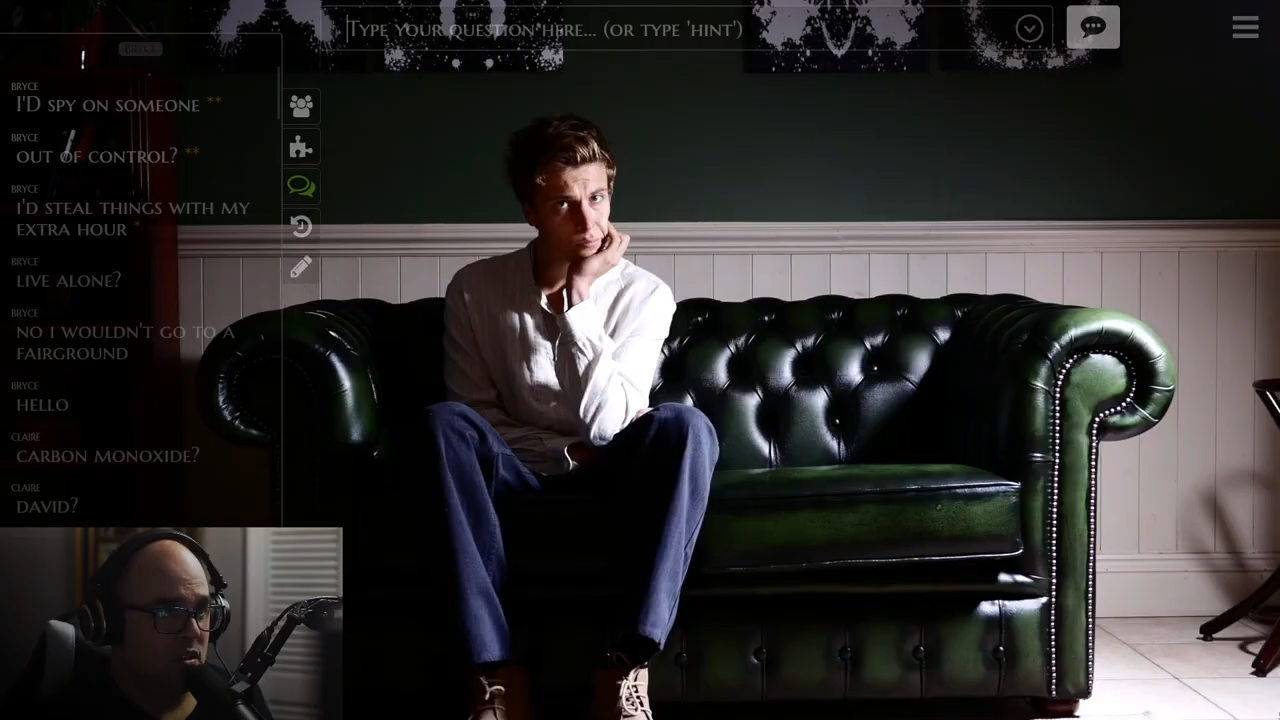 TYPE YOUR QUESTION HERE... (OR TYPE 'HINT')
BRYCE
BRYCE
I'D SPY ON SOMEONE **
BRYCE
OUT OF CONTROL? **
BRYCE
I'D STEAL THINGS WITH MY
EXTRA HOUR *
BRYCE
LIVE ALONE?
BRYCE
NO I WOULDN'T GO TO A
FAIRGROUND
BRYCE
HELLO
CLAIRE
CARBON MONOXIDE?
CLAIRE
DAVID?